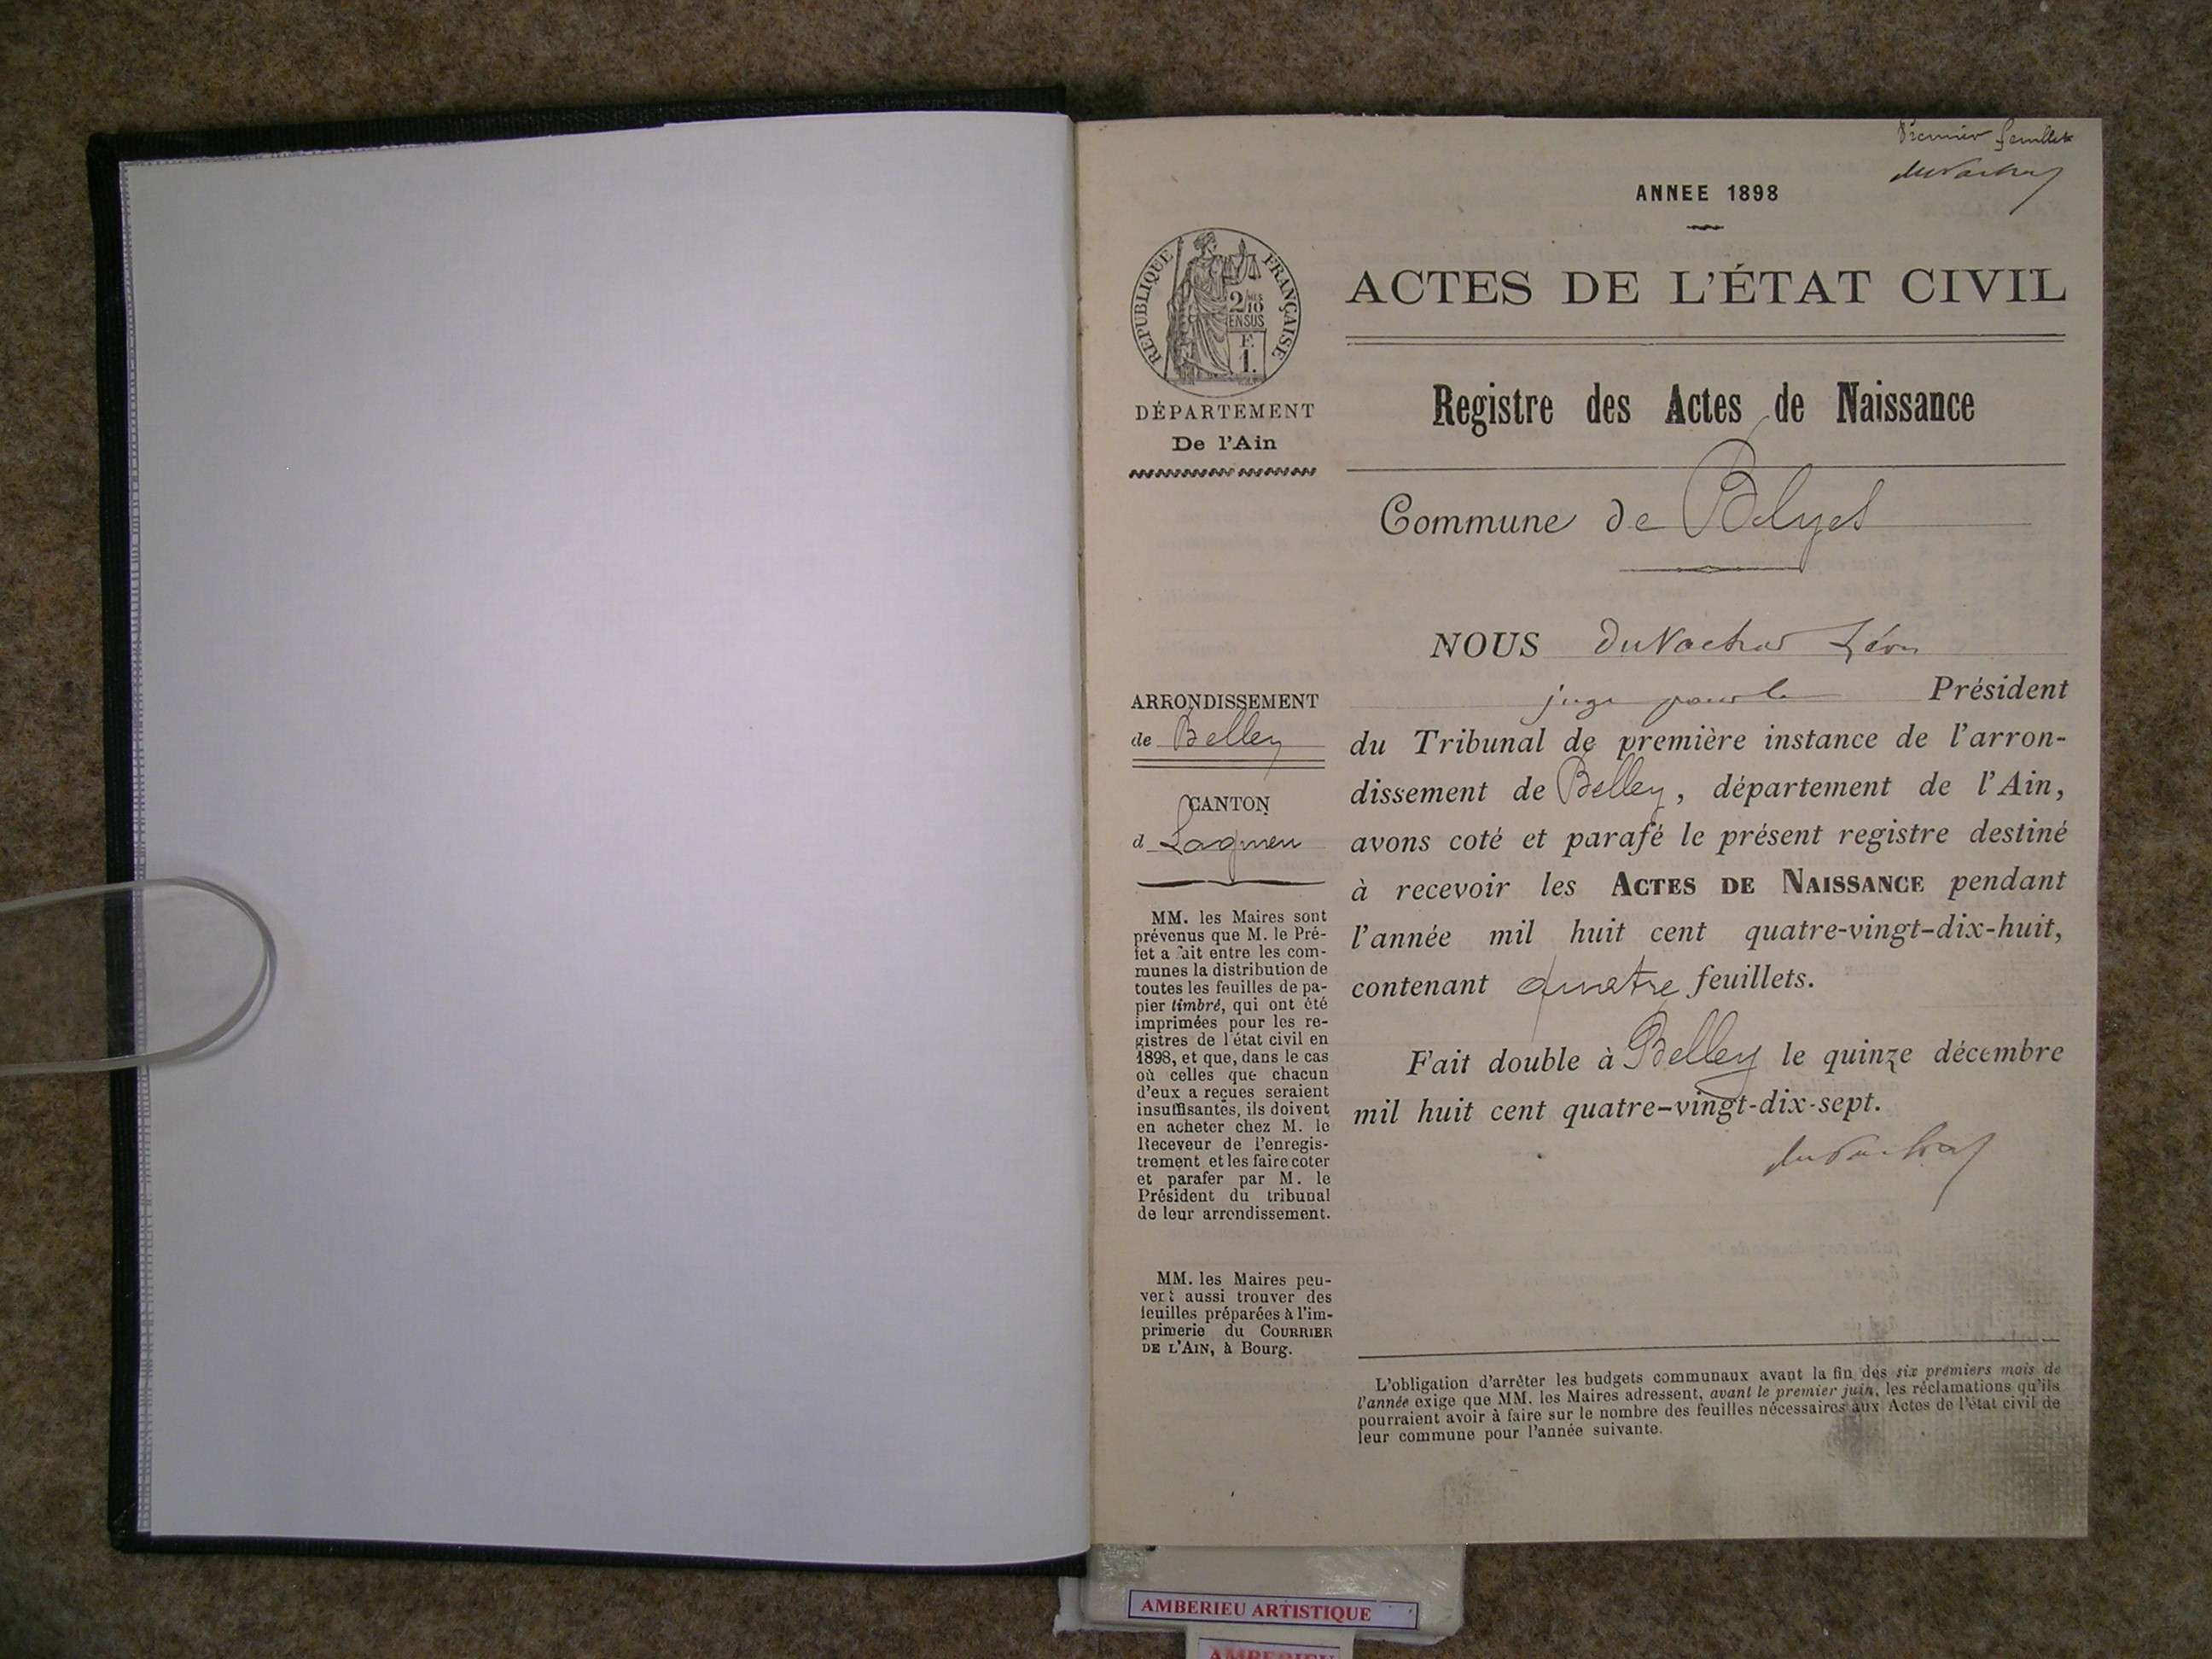 Premier feuillet
ANNEE 1898
ACTES DE L'ÉTAT CIVIL
RÉPUBLIQUE FRANÇAISE
DÉPARTEMENT
De l'Ain
Registre des Actes de Naissance
Commune de Blyes
NOUS Léon
juge pour le Président
ARRONDISSEMENT
de Belley
CANTON
d Lagnieu
du Tribunal de première instance de l'arron-
dissement de Belley, département de l'Ain,
avons coté et parafé le présent registre destiné
à recevoir les ACTES DE NAISSANCE pendant
l'année mil huit cent quatre-vingt-dix-huit,
contenant quatre feuillets.
Fait double à Belley le quinze décembre
mil huit cent quatre-vingt-dix-sept.
MM. les Maires sont
prévenus que M. le Pré-
fet a fait entre les com-
munes la distribution de
toutes les feuilles de pa-
pier timbré, qui ont été
imprimées pour les re-
gistres de l'état civil en
1898, et que, dans le cas
où celles que chacun
d'eux a reçues seraient
insuffisantes, ils doivent
en acheter chez M. le
Receveur de l'enregis-
trement et les faire coter
et parafer par M. le
Président du tribunal
de leur arrondissement.
MM. les Maires peu-
vent aussi trouver des
feuilles préparées à l'im-
primerie du COURRIER
DE L'AIN, à Bourg.
L'obligation d'arrêter les budgets communaux avant la fin des six premiers mois de
l'année exige que MM. les Maires adressent, avant le premier juin, les réclamations qu'ils
pourraient avoir à faire sur le nombre des feuilles nécessaires aux Actes de l'état civil de
leur commune pour l'année suivante.
AMBERIEU ARTISTIQUE
AMBERIEU